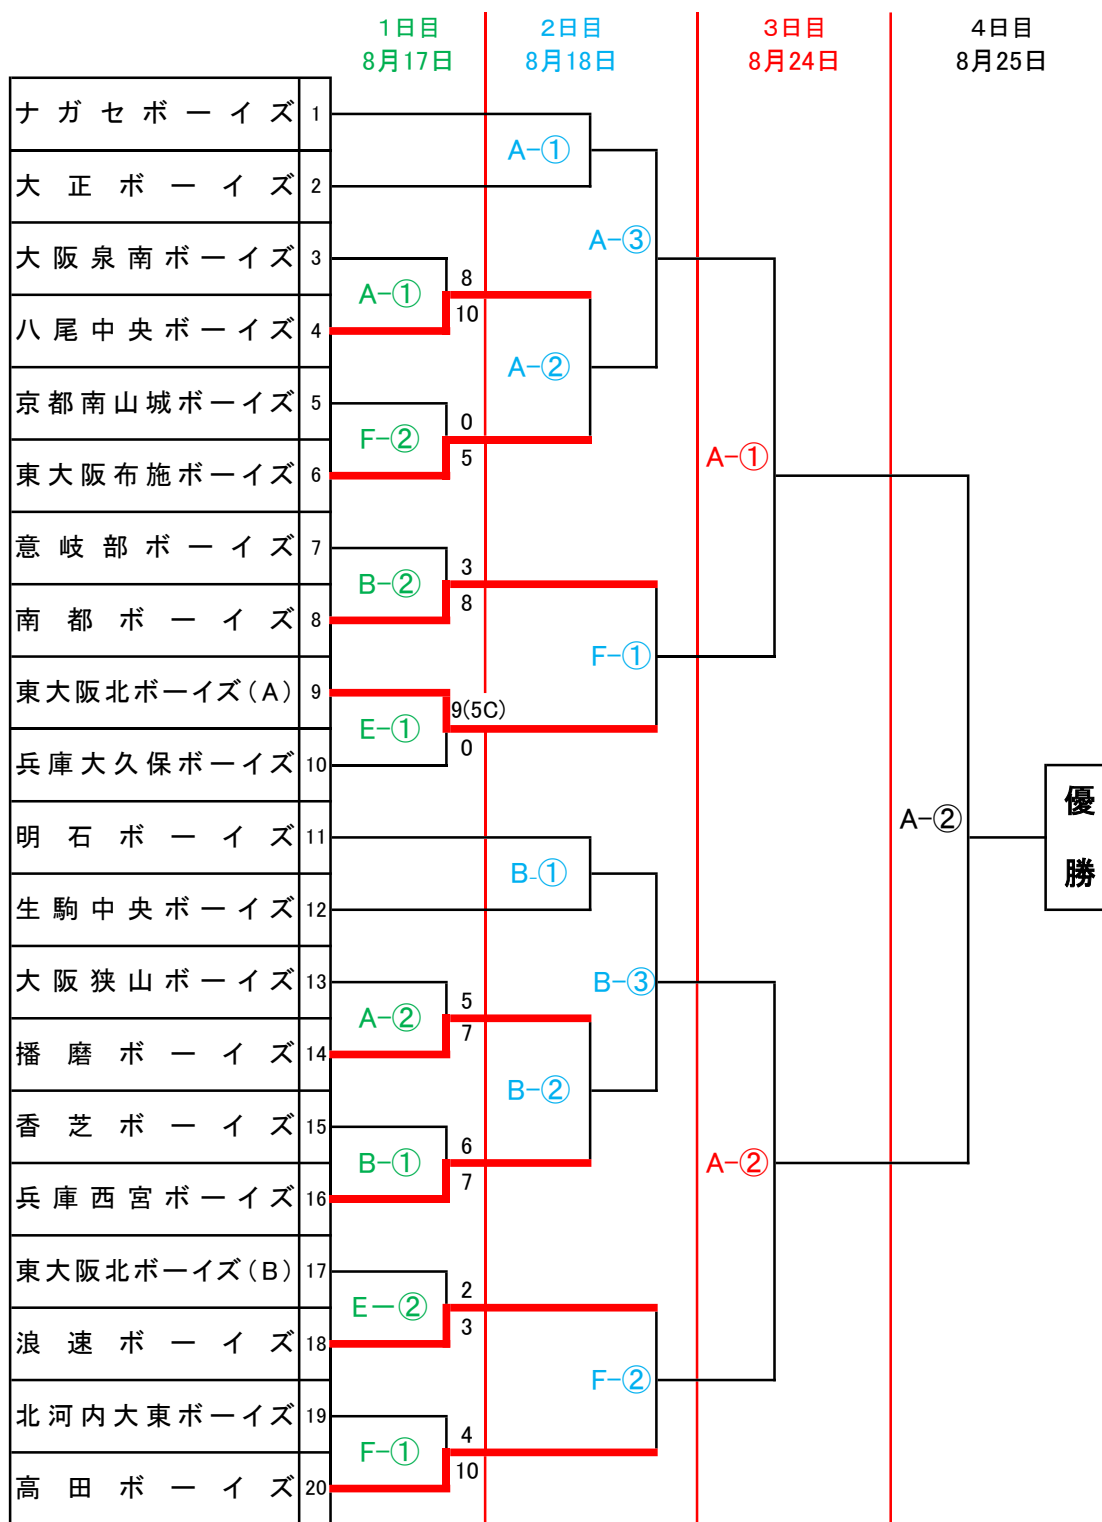 1日目 2日目 3日目 4日目
8月17日 8月18日 8月24日 8月25日
ナガセボーイズ 1
A-①
大正ボーイズ 2
A-③
大阪泉南ボーイズ 3
8
A-①
10
八尾中央ボーイズ 4
A-②
京都南山城ボーイズ 5
0
F-②
5
A-①
東大阪布施ボーイズ 6
意岐部ボーイズ 7
3
B-②
8
南都ボーイズ 8
F-①
東大阪北ボーイズ(A) 9
9(5C)
E-①
0
兵庫大久保ボーイズ 10
優
勝
A-②
明石ボーイズ 11
B-①
生駒中央ボーイズ 12
大阪狭山ボーイズ 13
B-③
5
A-②
7
播磨ボーイズ 14
B-②
香芝ボーイズ 15
6
B-①
7
A-②
兵庫西宮ボーイズ 16
東大阪北ボーイズ(B) 17
2
E-②
3
浪速ボーイズ 18
F-②
北河内大東ボーイズ 19
4
F-①
10
高田ボーイズ 20